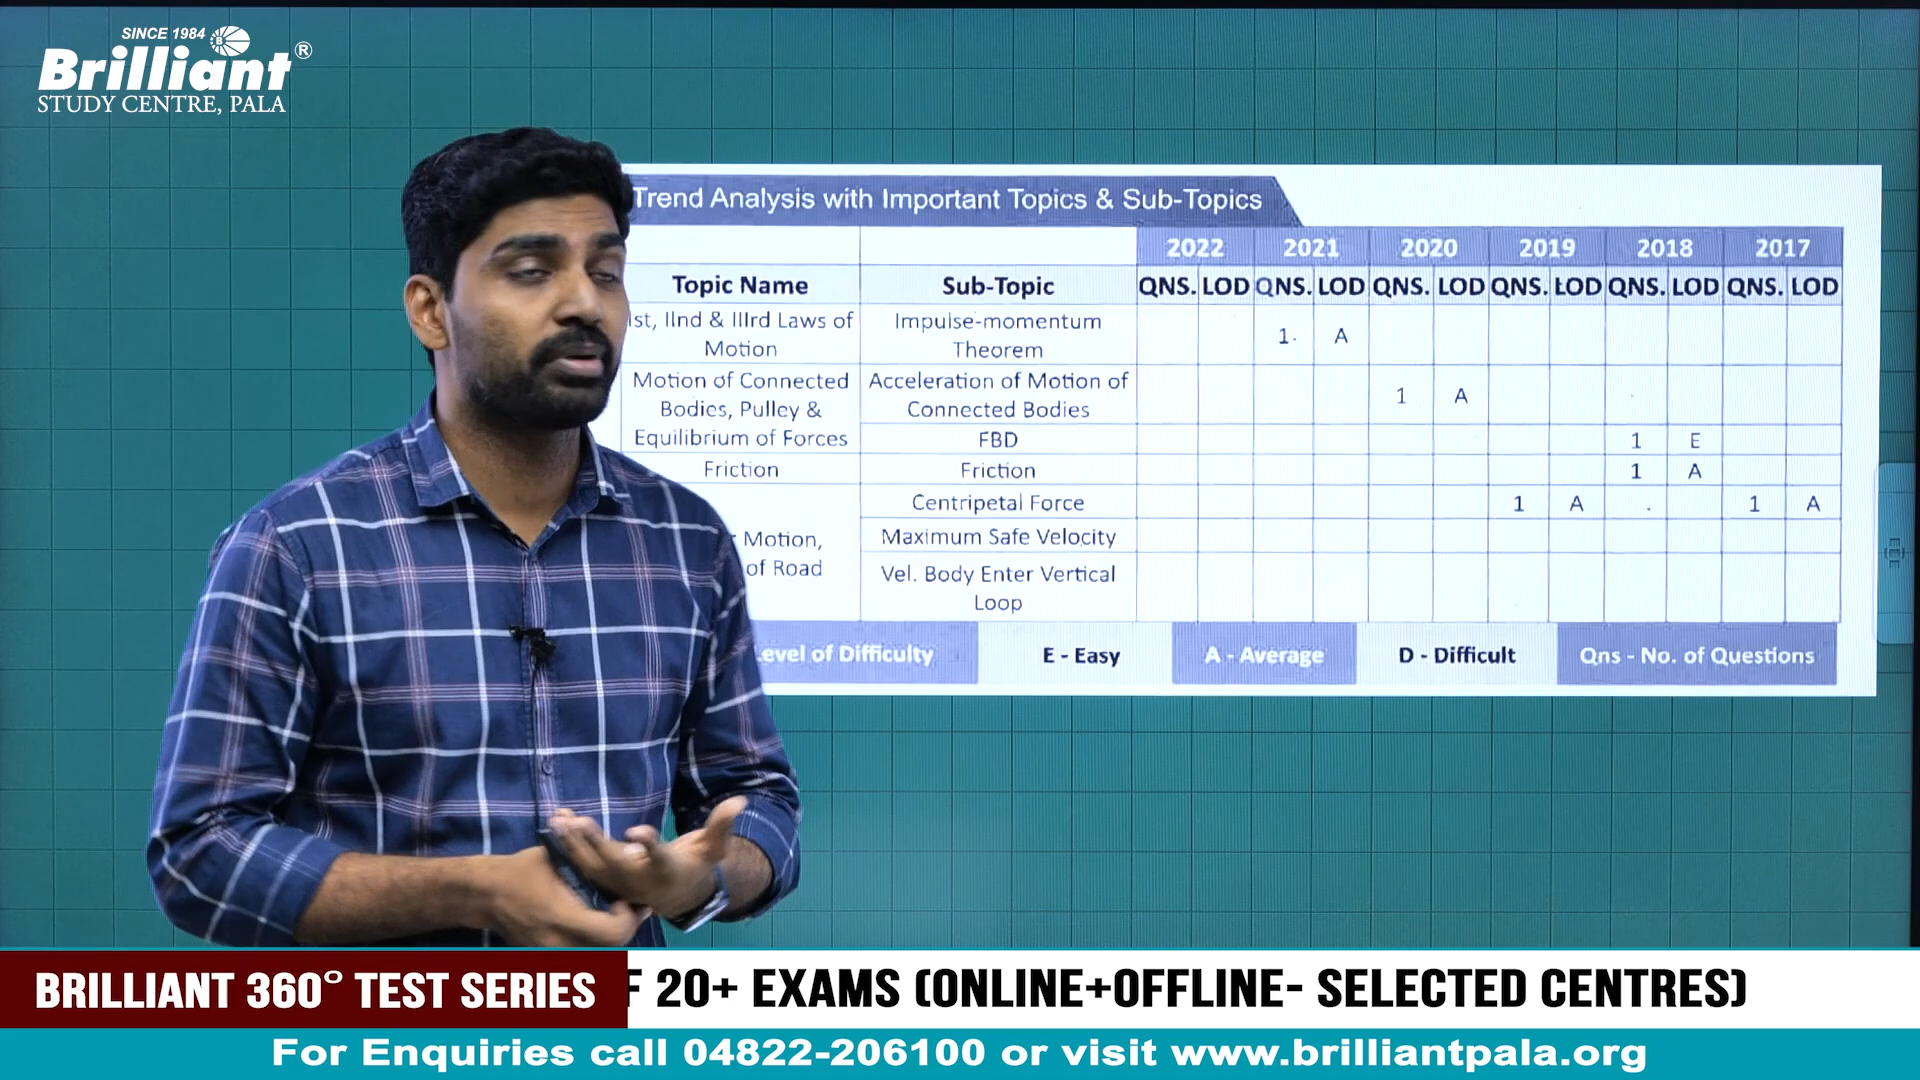 SINCE 1984
Brilliant®
STUDY CENTRE, PALA
Trend Analysis with Important Topics & Sub-Topics
2022 2021 2020 2019 2018 2017
Topic Name Sub-Topic QNS. LOD QNS. LOD QNS. LOD QNS. LOD QNS. LOD QNS. LOD
Ist, IInd & IIIrd Laws of Motion
Impulse-momentum Theorem
1 A
Motion of Connected Bodies, Pulley & Equilibrium of Forces
Acceleration of Motion of Connected Bodies
1 A
FBD 1 E
Friction Friction 1 A
Motion,
of Road
Centripetal Force 1 A 1 A
Maximum Safe Velocity
Vel. Body Enter Vertical Loop
Level of Difficulty E - Easy A - Average D - Difficult Qns - No. of Questions
BRILLIANT 360° TEST SERIES
20+ EXAMS (ONLINE+OFFLINE- SELECTED CENTRES)
For Enquiries call 04822-206100 or visit www.brilliantpala.org